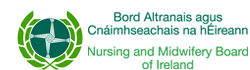 Bord Altranais agus
Cnáimhseachais na hÉireann
Nursing and Midwifery Board
of Ireland